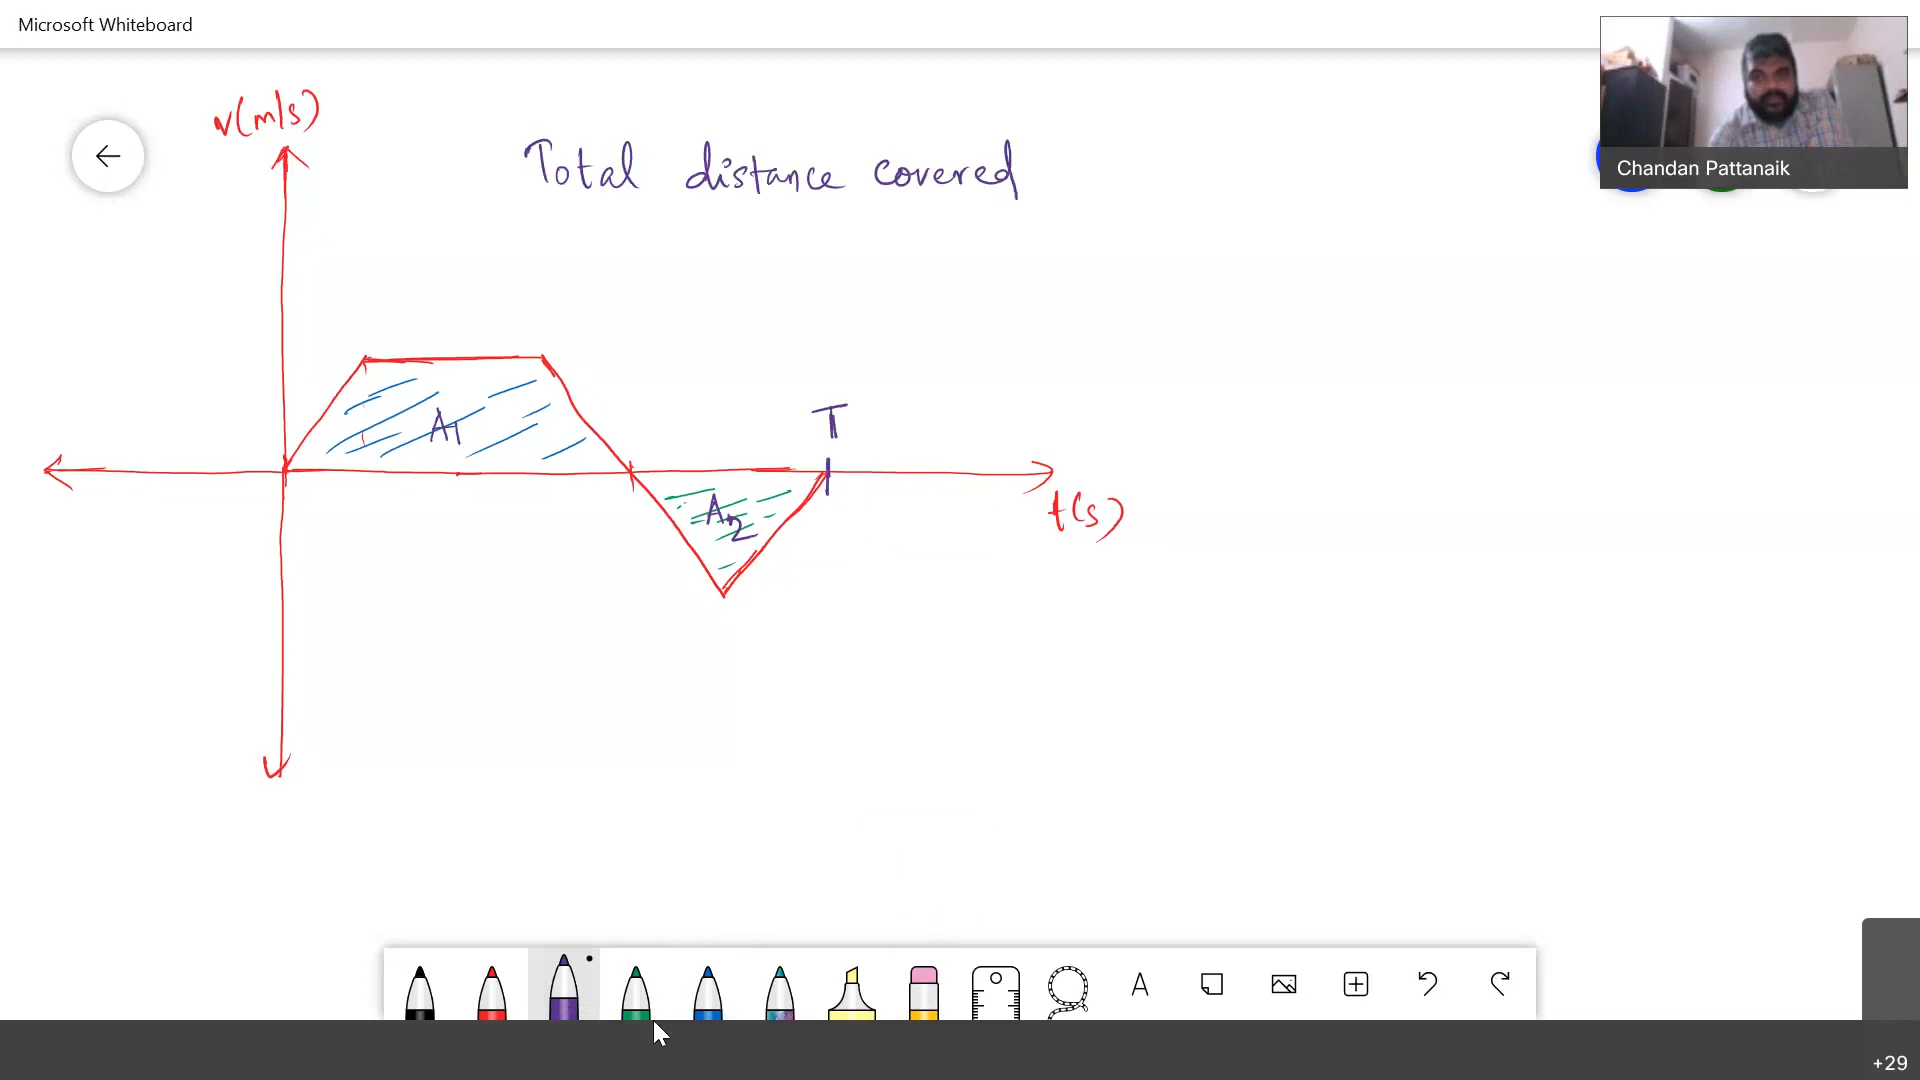 Microsoft Whiteboard
v(m/s)
Total distance covered
Chandan Pattanaik
A1
T
A2
t(s)
A
+29